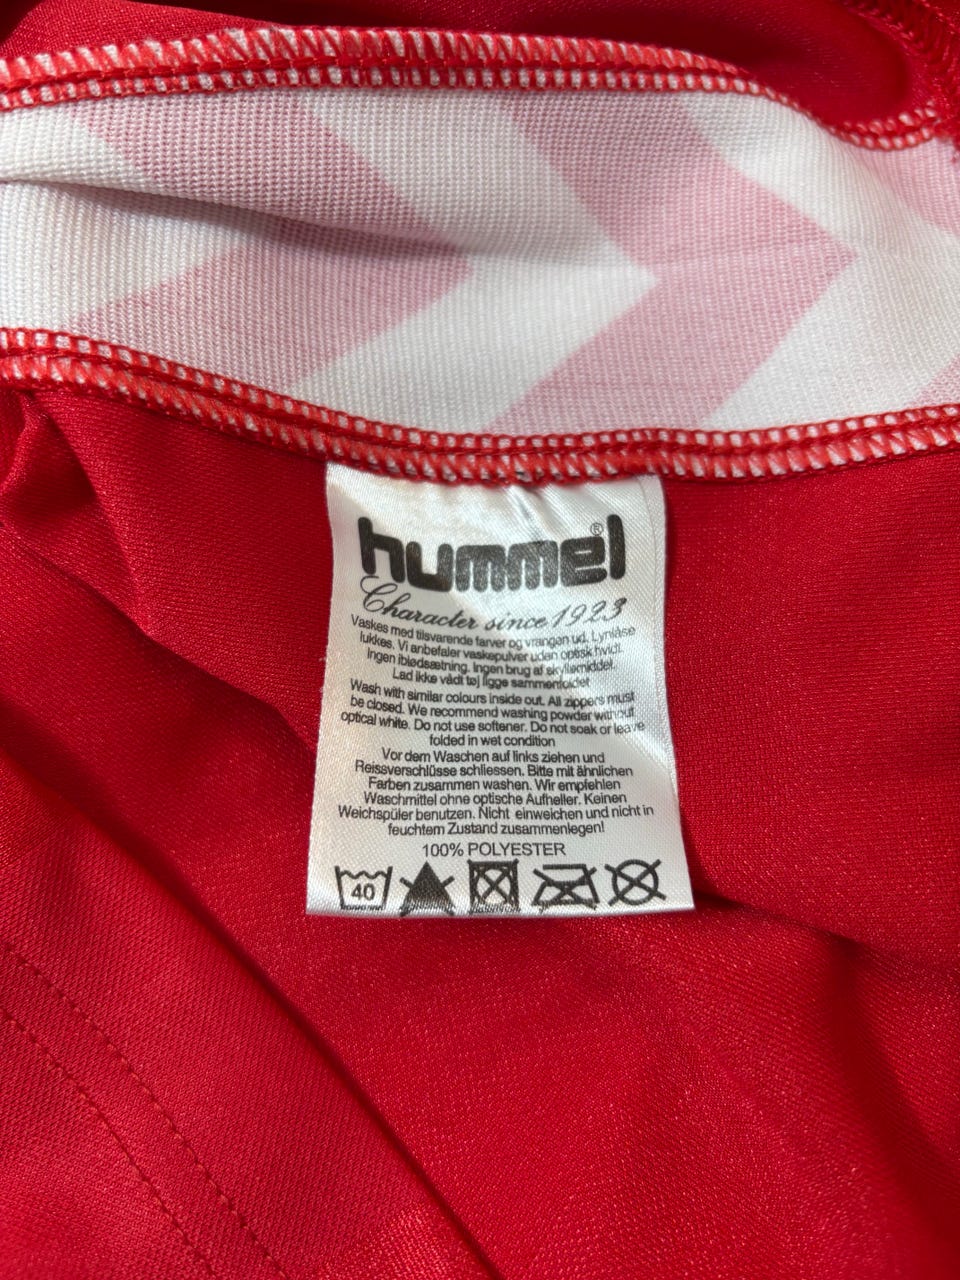 hummel®
Character since 1923
Vaskes med tilsvarende farver og vrangen ud. Lynlåse
lukkes. Vi anbefaler vaskepulver uden optisk hvidt.
Ingen iblødsætning. Ingen brug af skyllemiddel.
Lad ikke vådt tøj ligge sammenfoldet
Wash with similar colours inside out. All zippers must
be closed. We recommend washing powder without
optical white. Do not use softener. Do not soak or leave
folded in wet condition
Vor dem Waschen auf links ziehen und
Reissverschlüsse schliessen. Bitte mit ähnlichen
Farben zusammen washen. Wir empfehlen
Waschmittel ohne optische Aufheller. Keinen
Weichspüler benutzen. Nicht einweichen und nicht in
feuchtem Zustand zusammenlegen!
100% POLYESTER
40